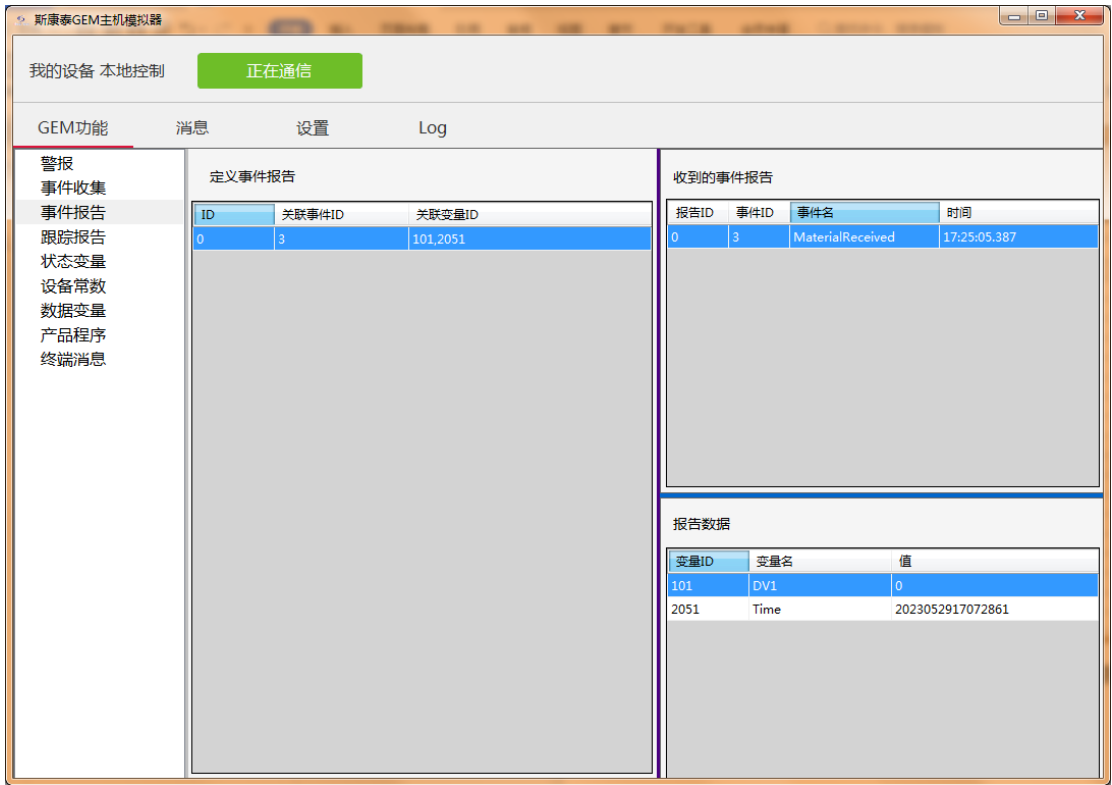 斯康泰GEM主机模拟器
我的设备 本地控制 正在通信
GEM功能 消息 设置 Log
警报
事件收集
事件报告
跟踪报告
状态变量
设备常数
数据变量
产品程序
终端消息
定义事件报告
ID 关联事件ID 关联变量ID
0 3 101,2051
收到的事件报告
报告ID 事件ID 事件名 时间
0 3 MaterialReceived 17:25:05.387
报告数据
变量ID 变量名 值
101 DV1 0
2051 Time 2023052917072861